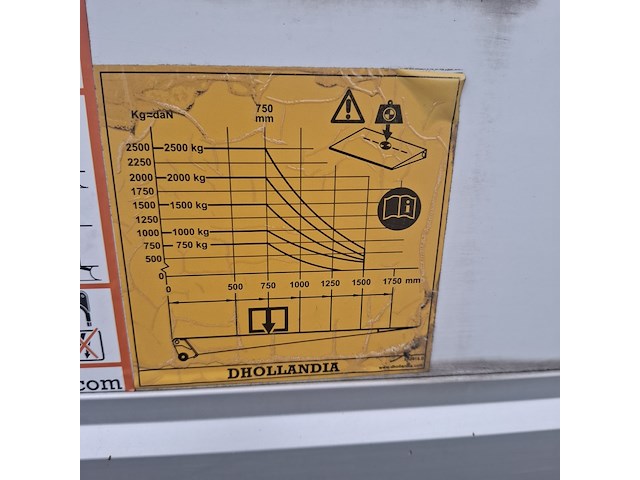 750
Kg=daN
mm
2500 2500 kg
2250
2000 2000 kg
1750
1500 1500 kg
1250
1000 1000 kg
750 750 kg
500
0
0 500 750 1000 1250 1500 1750 mm
DHOLLANDIA
.com